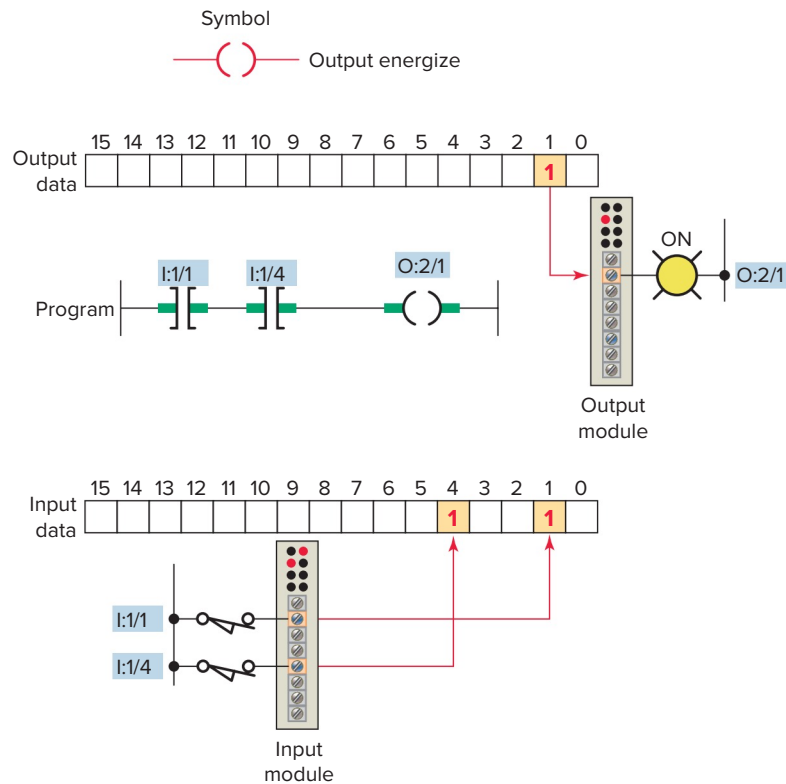 Symbol
Output energize
15 14 13 12 11 10 9 8 7 6 5 4 3 2 1 0
Output
data
1
ON
O:2/1
I:1/1 I:1/4 O:2/1
Program
Output
module
15 14 13 12 11 10 9 8 7 6 5 4 3 2 1 0
Input
data
1 1
I:1/1
I:1/4
Input
module